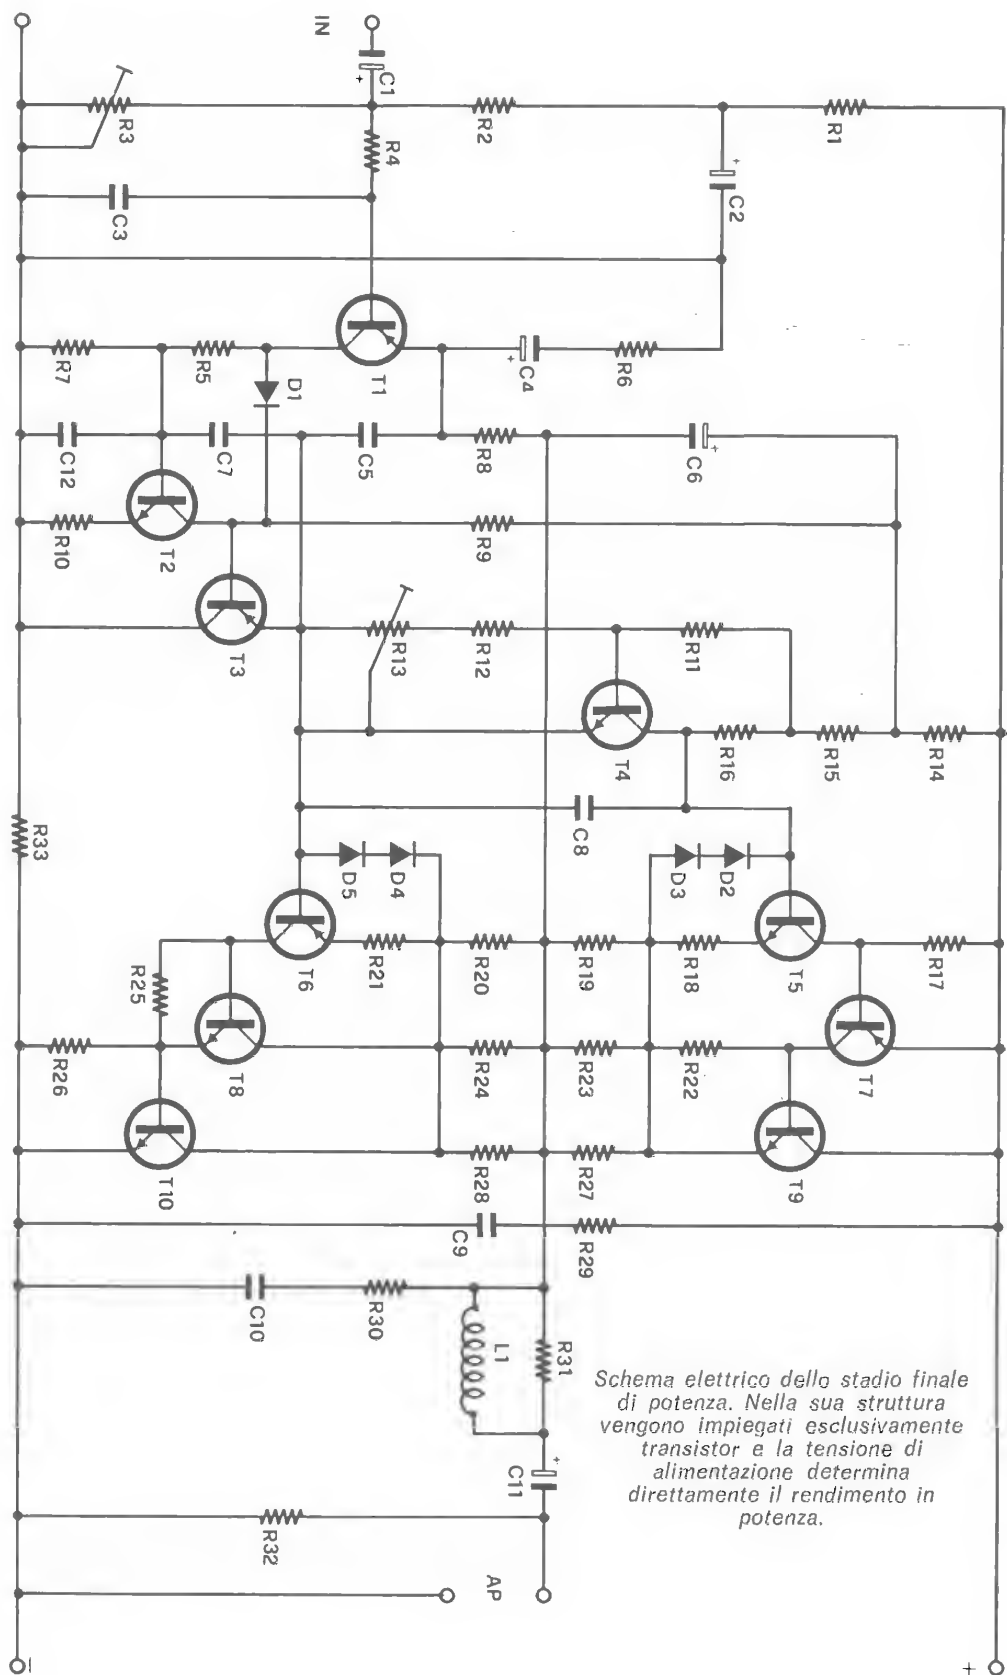 IN
C1
R3
R4
R2
R1
C3
C2
T1
C4
R6
R7
R5
D1
C12
C7
C5
R8
C6
R10
T2
R9
T3
R13
R12
R11
T4
R16
R15
R14
R33
C8
D5
D4
D3
D2
T6
R21
R20
R19
R18
T5
R17
R25
R26
T8
R24
R23
R22
T7
T10
R28
R27
T9
C9
R29
C10
R30
L1
R31
C11
R32
AP
−
+
Schema elettrico dello stadio finale
di potenza. Nella sua struttura
vengono impiegati esclusivamente
transistor e la tensione di
alimentazione determina
direttamente il rendimento in
potenza.